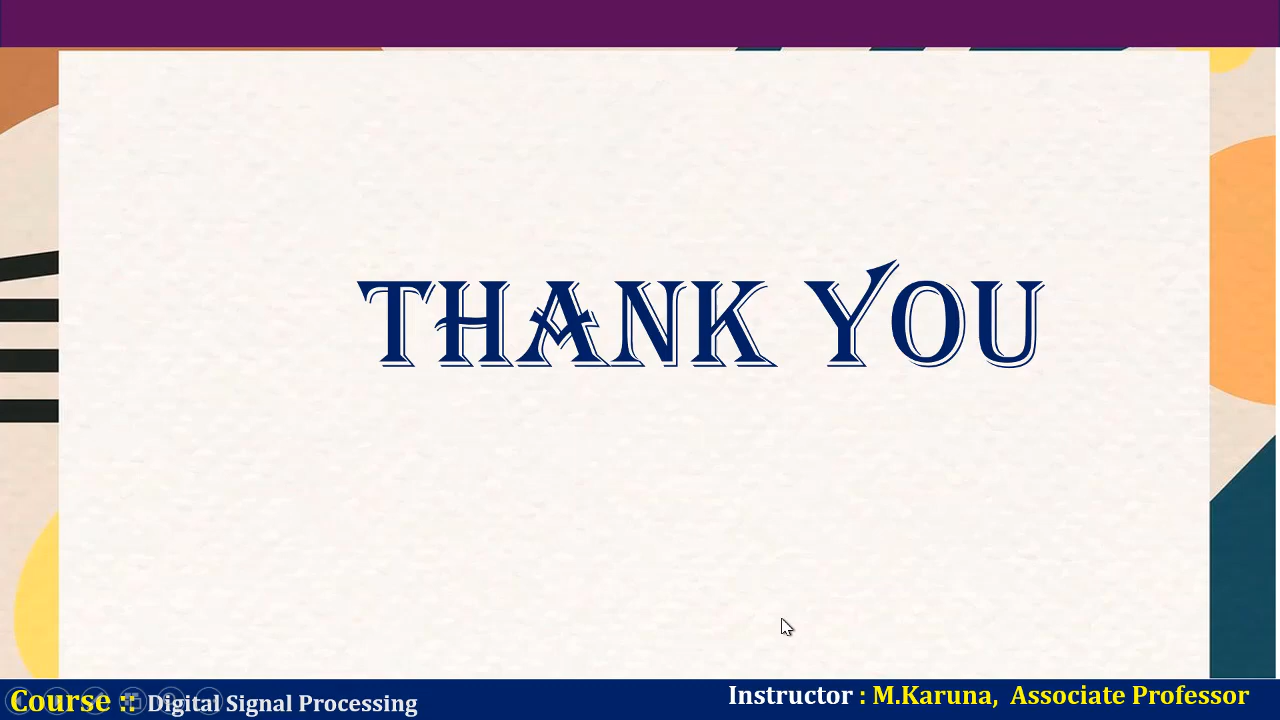 THANK YOU
Course :: Digital Signal Processing
Instructor : M.Karuna, Associate Professor